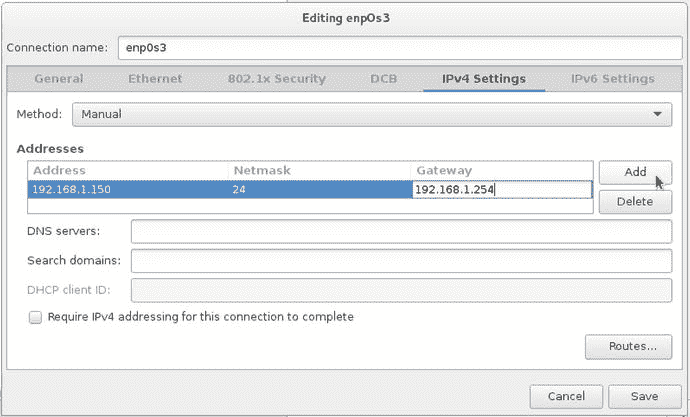 Editing enp0s3
Connection name: enp0s3
General Ethernet 802.1x Security DCB IPv4 Settings IPv6 Settings
Method: Manual
Addresses
Address Netmask Gateway
192.168.1.150 24 192.168.1.254
Add
Delete
DNS servers:
Search domains:
DHCP client ID:
Require IPv4 addressing for this connection to complete
Routes...
Cancel Save